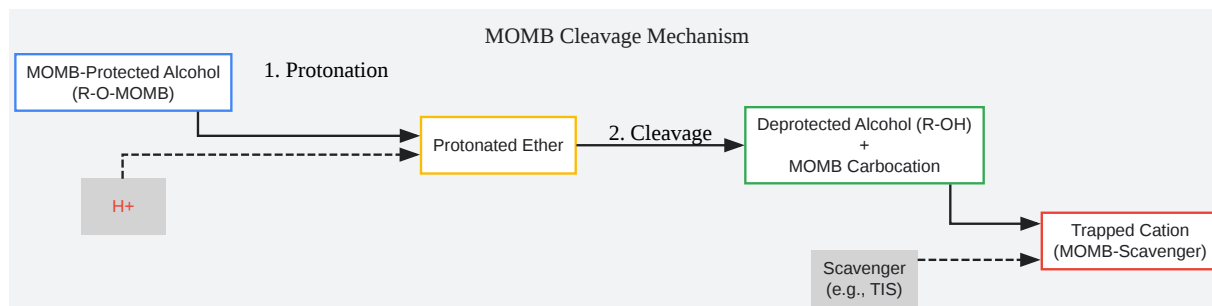 MOMB Cleavage Mechanism
MOMB-Protected Alcohol
(R-O-MOMB)
1. Protonation
H+
Protonated Ether
2. Cleavage
Deprotected Alcohol (R-OH)
+
MOMB Carbocation
Scavenger
(e.g., TIS)
Trapped Cation
(MOMB-Scavenger)